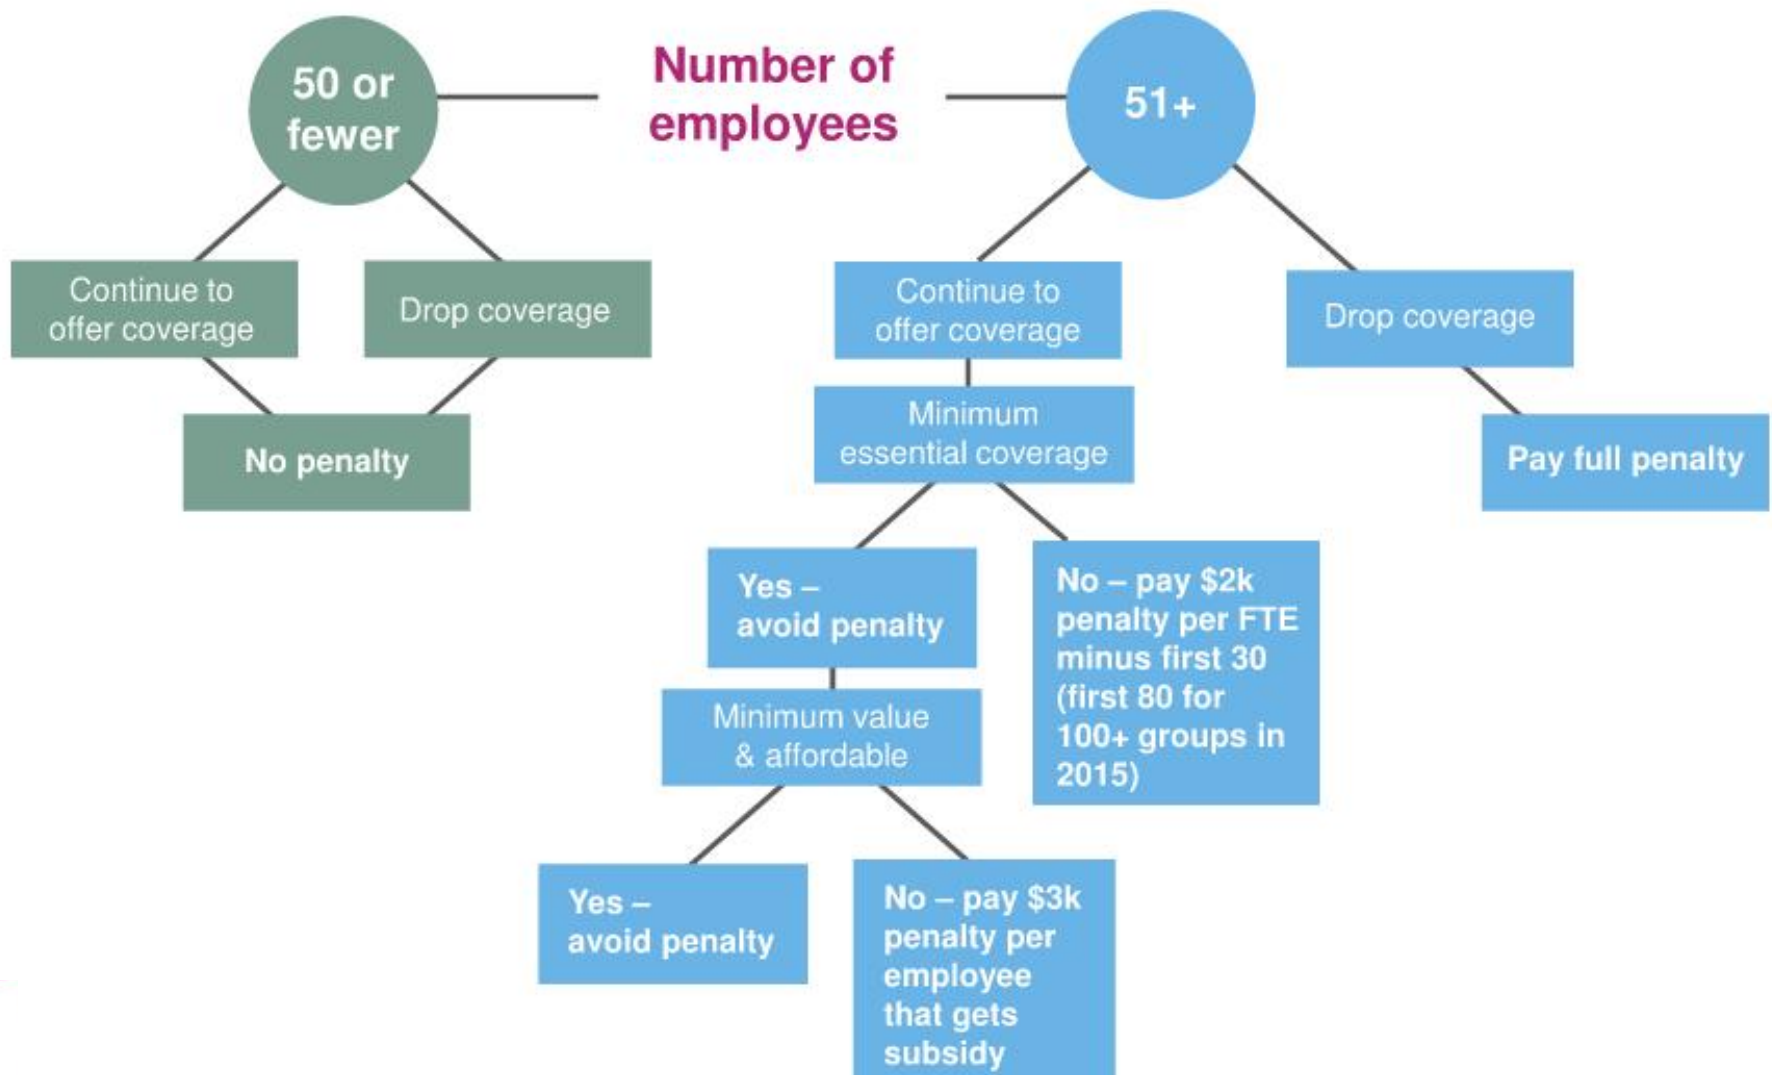 50 or
fewer
Number of
employees
51+
Continue to
offer coverage
Drop coverage
No penalty
Continue to
offer coverage
Drop coverage
Minimum
essential coverage
Pay full penalty
Yes –
avoid penalty
No – pay $2k
penalty per FTE
minus first 30
(first 80 for
100+ groups in
2015)
Minimum value
& affordable
Yes –
avoid penalty
No – pay $3k
penalty per
employee
that gets
subsidy